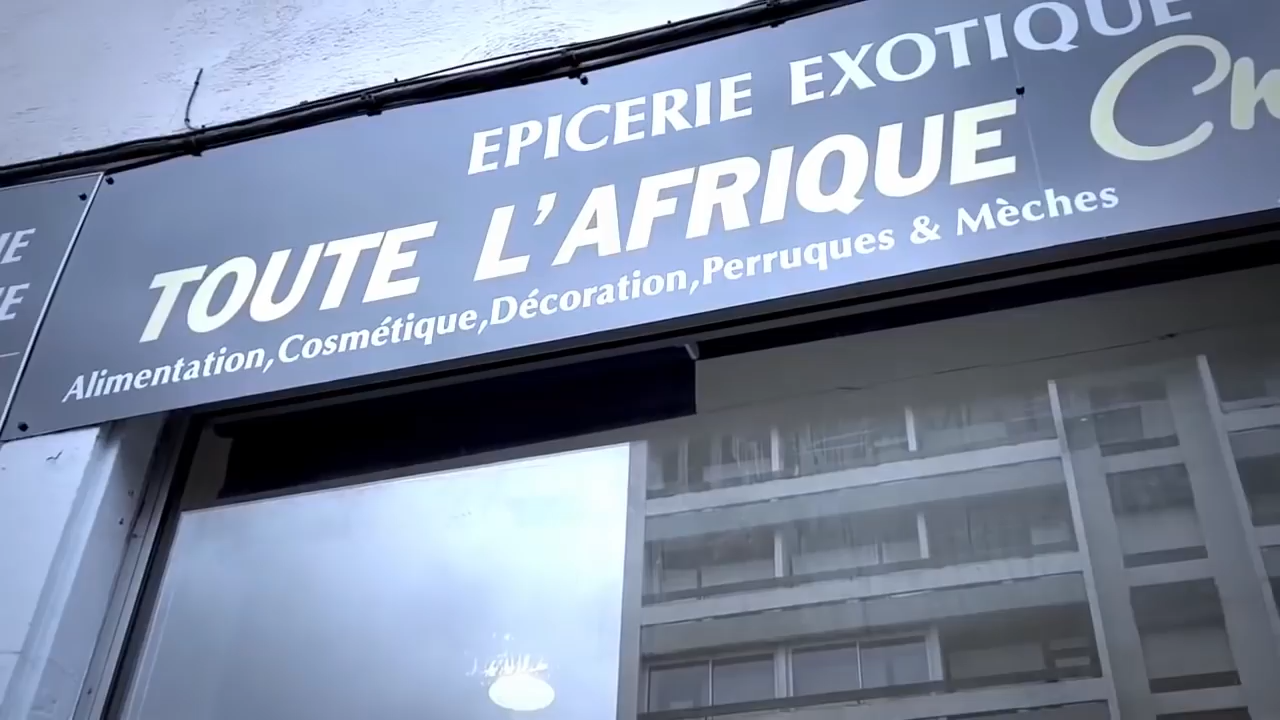 EPICERIE EXOTIQUE
TOUTE L'AFRIQUE
Alimentation,Cosmétique,Décoration,Perruques & Mèches